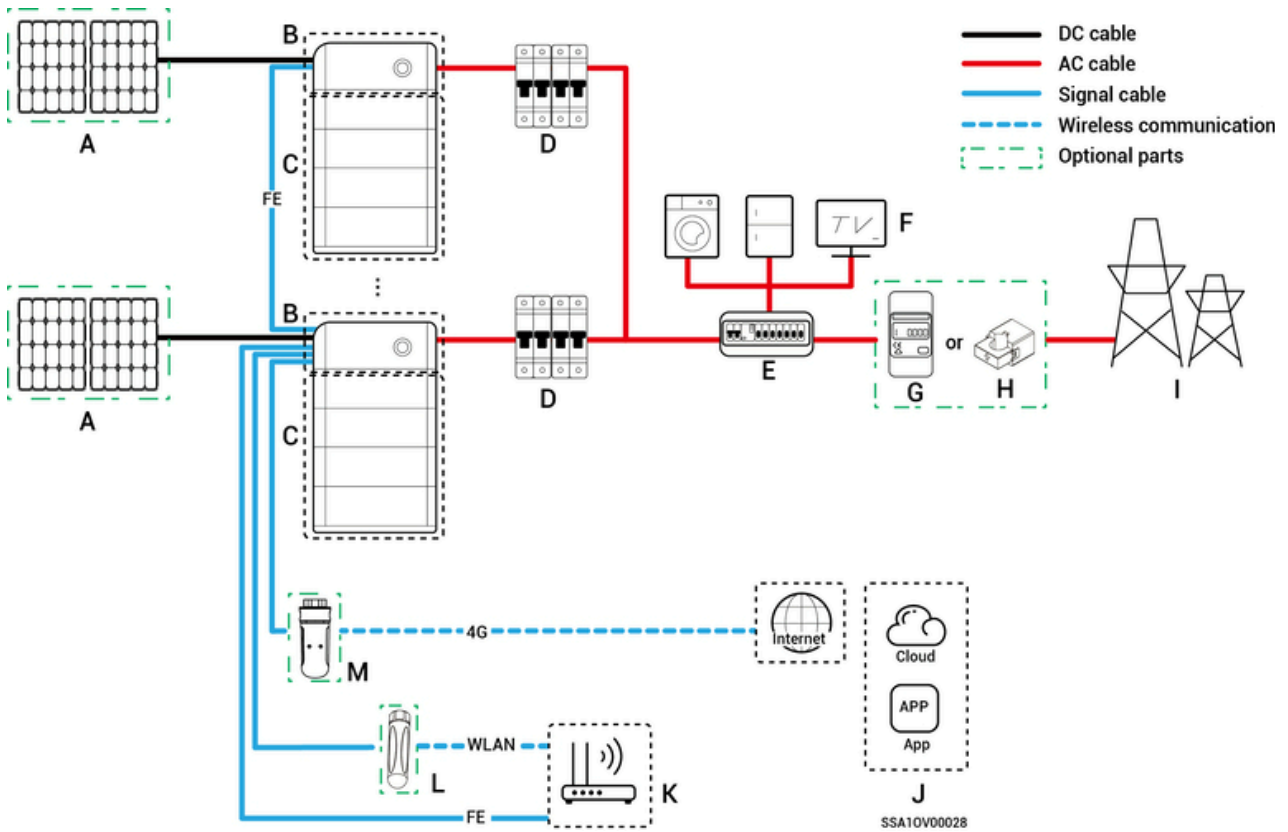 DC cable
AC cable
Signal cable
Wireless communication
Optional parts
A
B
C
D
FE
F
TV
A
B
C
D
E
G
or
H
I
M
4G
Internet
Cloud
APP
App
J
L
WLAN
K
FE
SSA10V00028